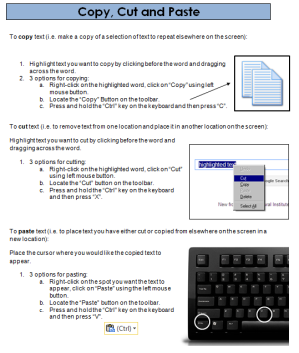 Copy, Cut and Paste
To copy text (i.e. make a copy of a selection of text to repeat elsewhere on the screen):
1. Highlight text you want to copy by clicking before the word and dragging
across the word.
2. 3 options for copying:
a. Right-click on the highlighted word, click on "Copy" using left
mouse button.
b. Locate the "Copy" Button on the toolbar.
c. Press and hold the "Ctrl" key on the keyboard and then press "C".
To cut text (i.e. to remove text from one location and place it in another location on the screen):
Highlight text you want to cut by clicking before the word and
dragging across the word.
1. 3 options for cutting:
a. Right-click on the highlighted word, click on "Cut"
using left mouse button.
b. Locate the "Cut" button on the toolbar.
c. Press and hold the "Ctrl" key on the keyboard
and then press "X".
highlighted text
Cut
Copy
Delete
Select All
To paste text (i.e. to place text you have either cut or copied from elsewhere on the screen in a
new location):
Place the cursor where you would like the copied text to
appear.
1. 3 options for pasting:
a. Right-click on the spot you want the text to
appear, click on "Paste" using the left mouse
button.
b. Locate the "Paste" button on the toolbar.
c. Press and hold the "Ctrl" key on the keyboard
and then press "V".
(Ctrl)